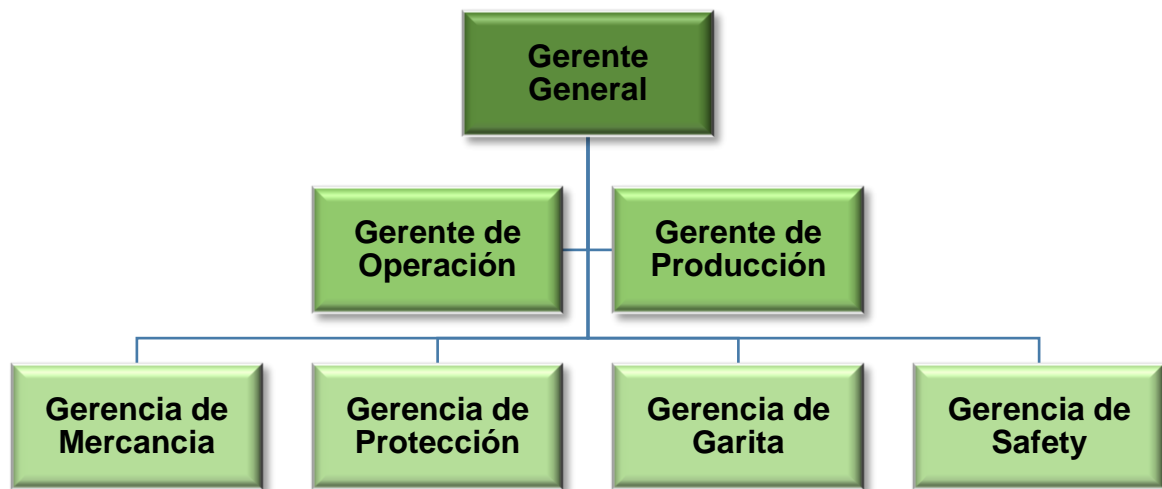 Gerente
General
Gerente de
Operación
Gerente de
Producción
Gerencia de
Mercancia
Gerencia de
Protección
Gerencia de
Garita
Gerencia de
Safety